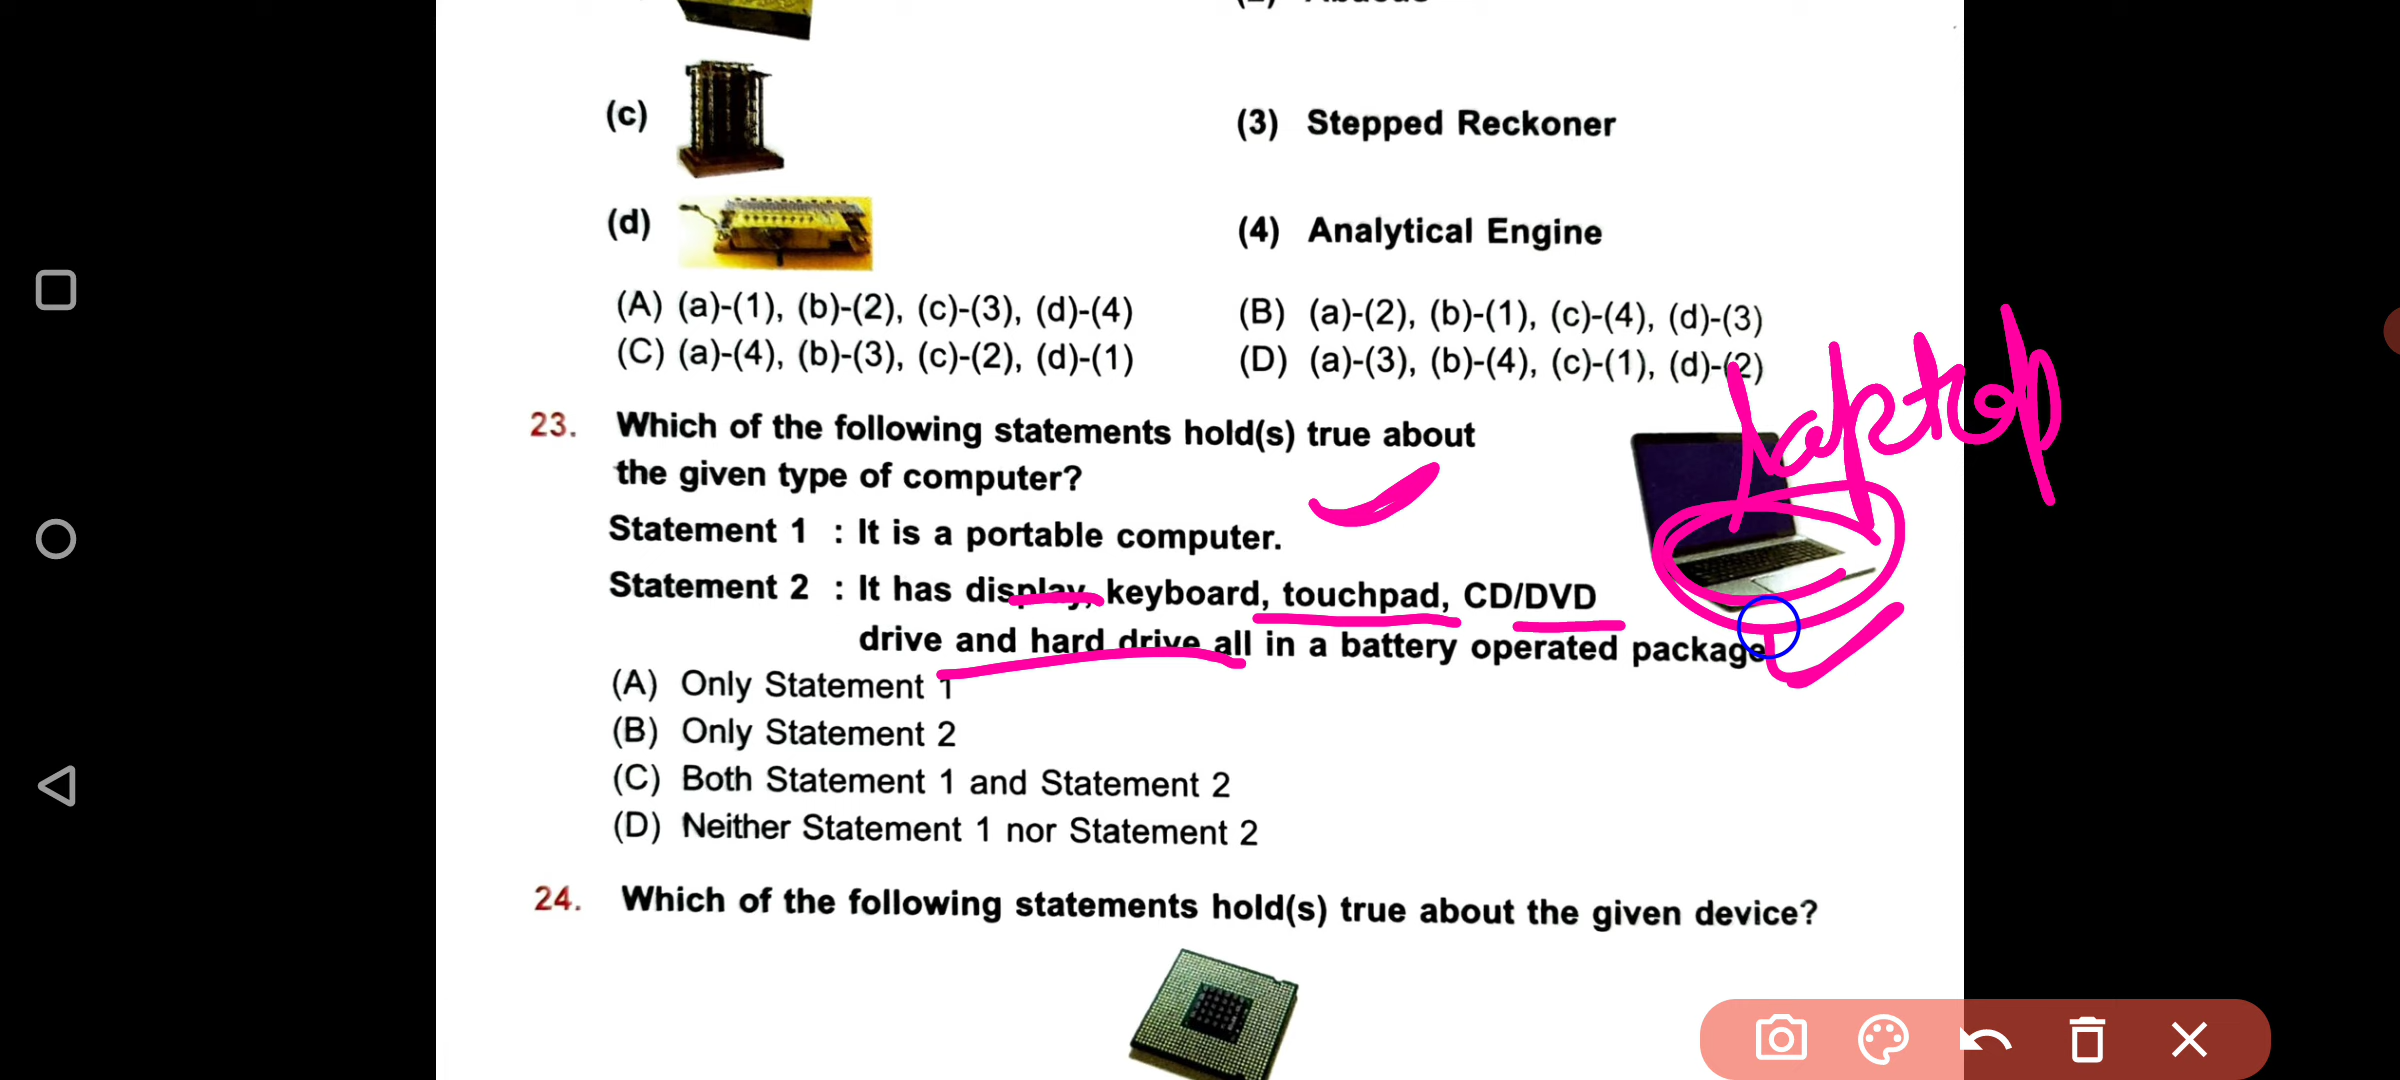 (c)
(3) Stepped Reckoner
(d)
(4) Analytical Engine
(A) (a)-(1), (b)-(2), (c)-(3), (d)-(4)
(B) (a)-(2), (b)-(1), (c)-(4), (d)-(3)
(C) (a)-(4), (b)-(3), (c)-(2), (d)-(1)
(D) (a)-(3), (b)-(4), (c)-(1), (d)-(2)
Laptop
23. Which of the following statements hold(s) true about
the given type of computer?
Statement 1 : It is a portable computer.
Statement 2 : It has display, keyboard, touchpad, CD/DVD
drive and hard drive all in a battery operated package
(A) Only Statement 1
(B) Only Statement 2
(C) Both Statement 1 and Statement 2
(D) Neither Statement 1 nor Statement 2
24. Which of the following statements hold(s) true about the given device?